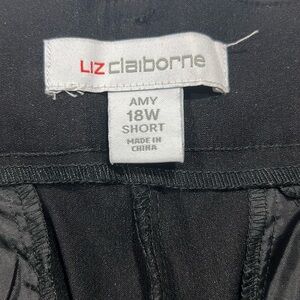 LIZ claiborne
AMY
18W
SHORT
MADE IN
CHINA